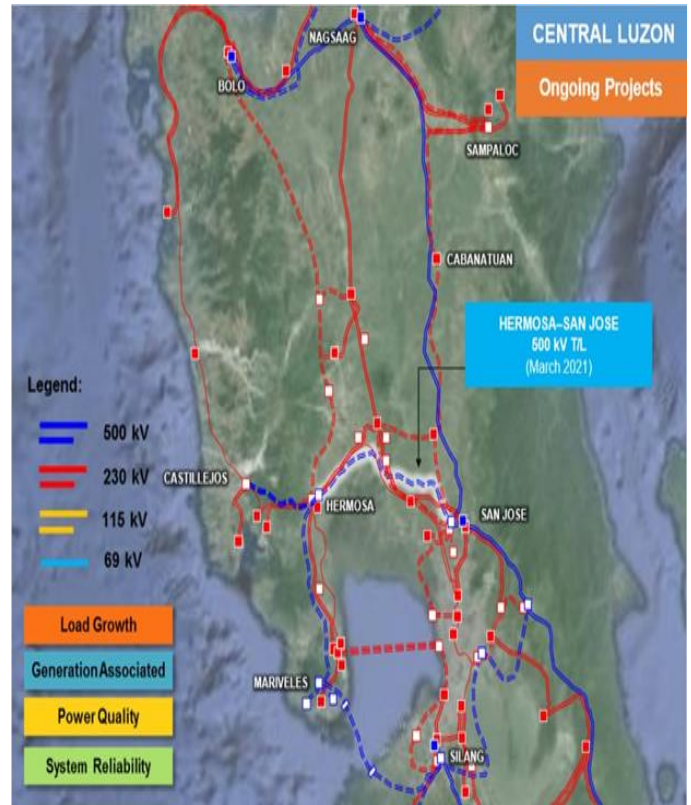 CENTRAL LUZON
Ongoing Projects
NAGSAAG
BOLO
SAMPALOC
CABANATUAN
HERMOSA–SAN JOSE
500 kV T/L
(March 2021)
Legend:
500 kV
230 kV
115 kV
69 kV
CASTILLEJOS
HERMOSA
SAN JOSE
MARIVELES
SILANG
Load Growth
Generation Associated
Power Quality
System Reliability